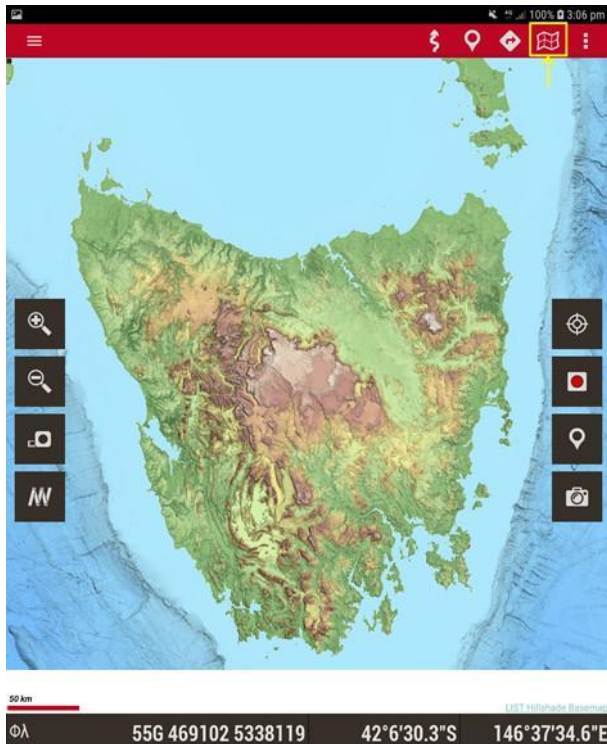 100% 3:06 pm
50 km
LIST Hillshade Basemap
Φλ 55G 469102 5338119 42°6'30.3"S 146°37'34.6"E